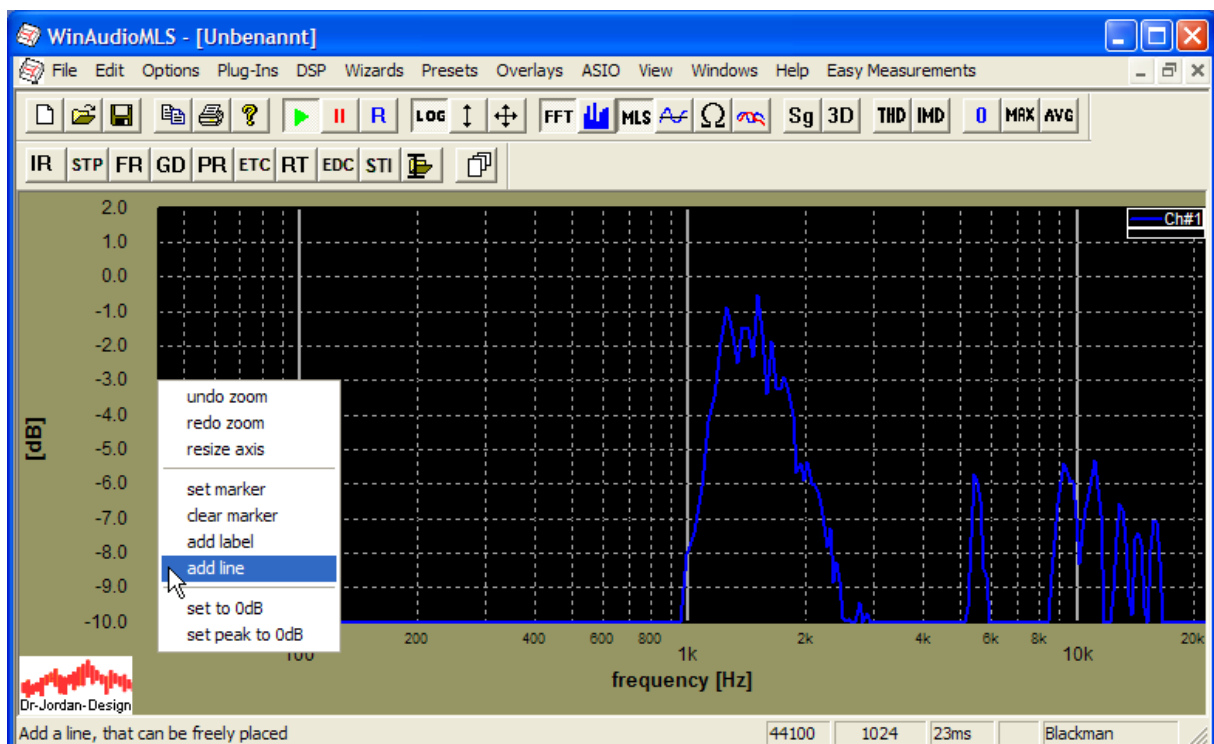 WinAudioMLS - [Unbenannt]
File Edit Options Plug-Ins DSP Wizards Presets Overlays ASIO View Windows Help Easy Measurements
R LOG FFT MLS Ω Sg 3D THD IMD 0 MAX AVG
IR STP FR GD PR ETC RT EDC STI
2.0
1.0
0.0
-1.0
-2.0
-3.0
-4.0
-5.0
-6.0
-7.0
-8.0
-9.0
-10.0
[dB]
Ch#1
undo zoom
redo zoom
resize axis
set marker
clear marker
add label
add line
set to 0dB
set peak to 0dB
200 400 600 800 2k 4k 6k 8k 20k
100 1k 10k
frequency [Hz]
Dr-Jordan-Design
Add a line, that can be freely placed 44100 1024 23ms Blackman